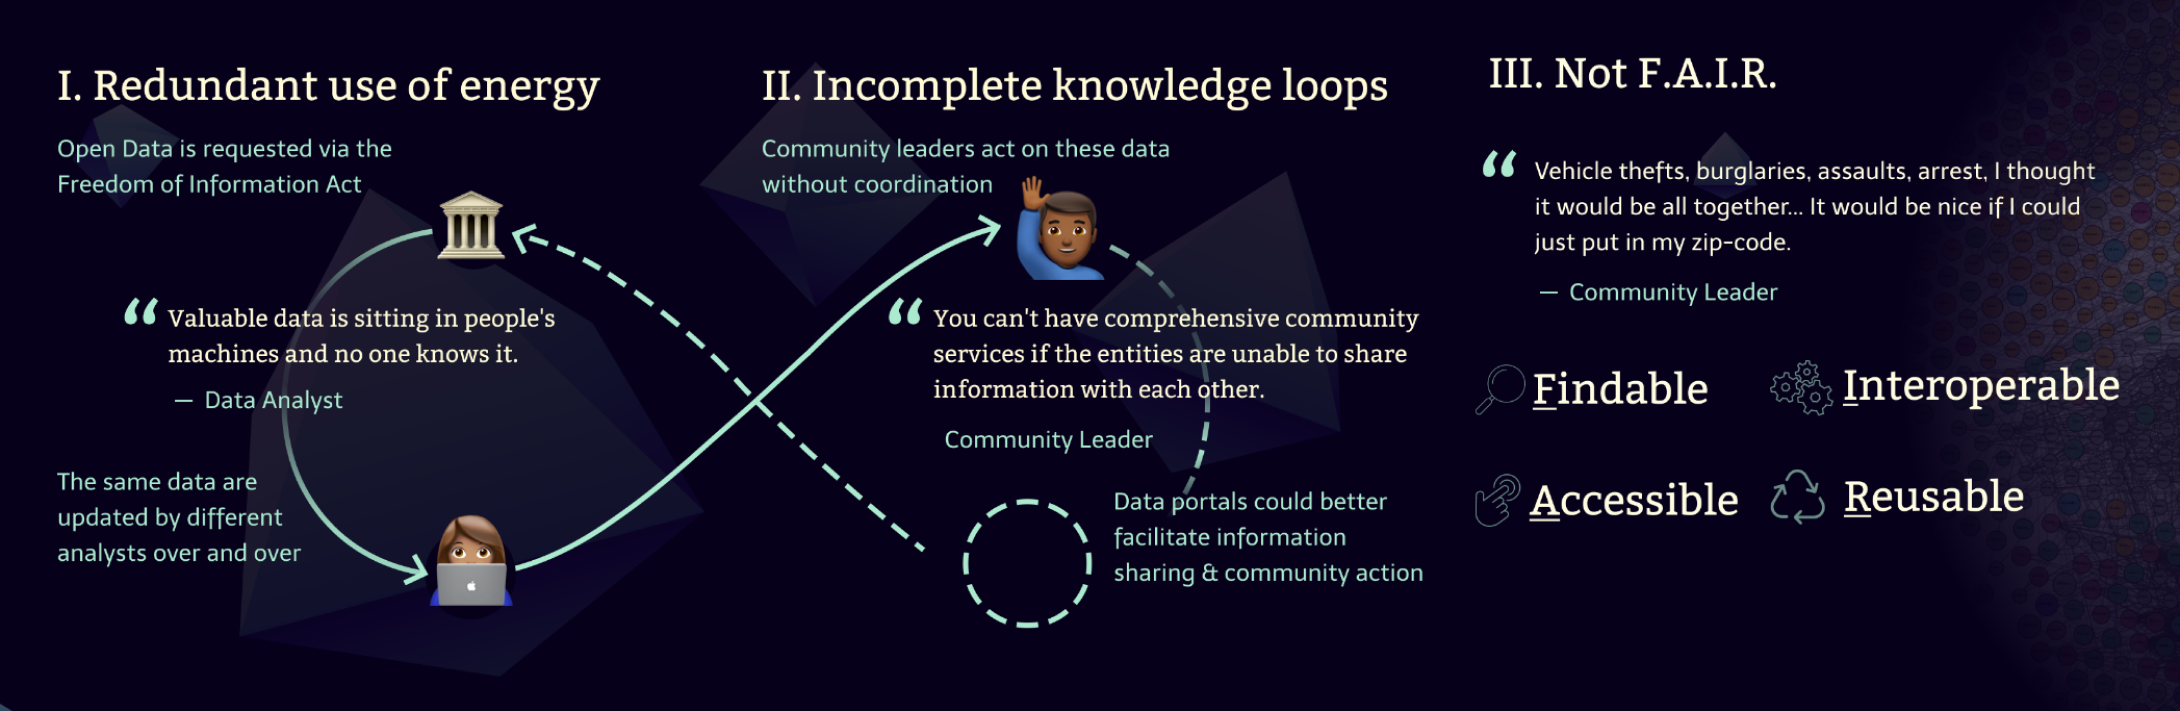 I. Redundant use of energy
Open Data is requested via the
Freedom of Information Act
“ Valuable data is sitting in people's
machines and no one knows it.
— Data Analyst
The same data are
updated by different
analysts over and over
II. Incomplete knowledge loops
Community leaders act on these data
without coordination
“ You can't have comprehensive community
services if the entities are unable to share
information with each other.
Community Leader
Data portals could better
facilitate information
sharing & community action
III. Not F.A.I.R.
“ Vehicle thefts, burglaries, assaults, arrest, I thought
it would be all together... It would be nice if I could
just put in my zip-code.
— Community Leader
Findable
Interoperable
Accessible
Reusable